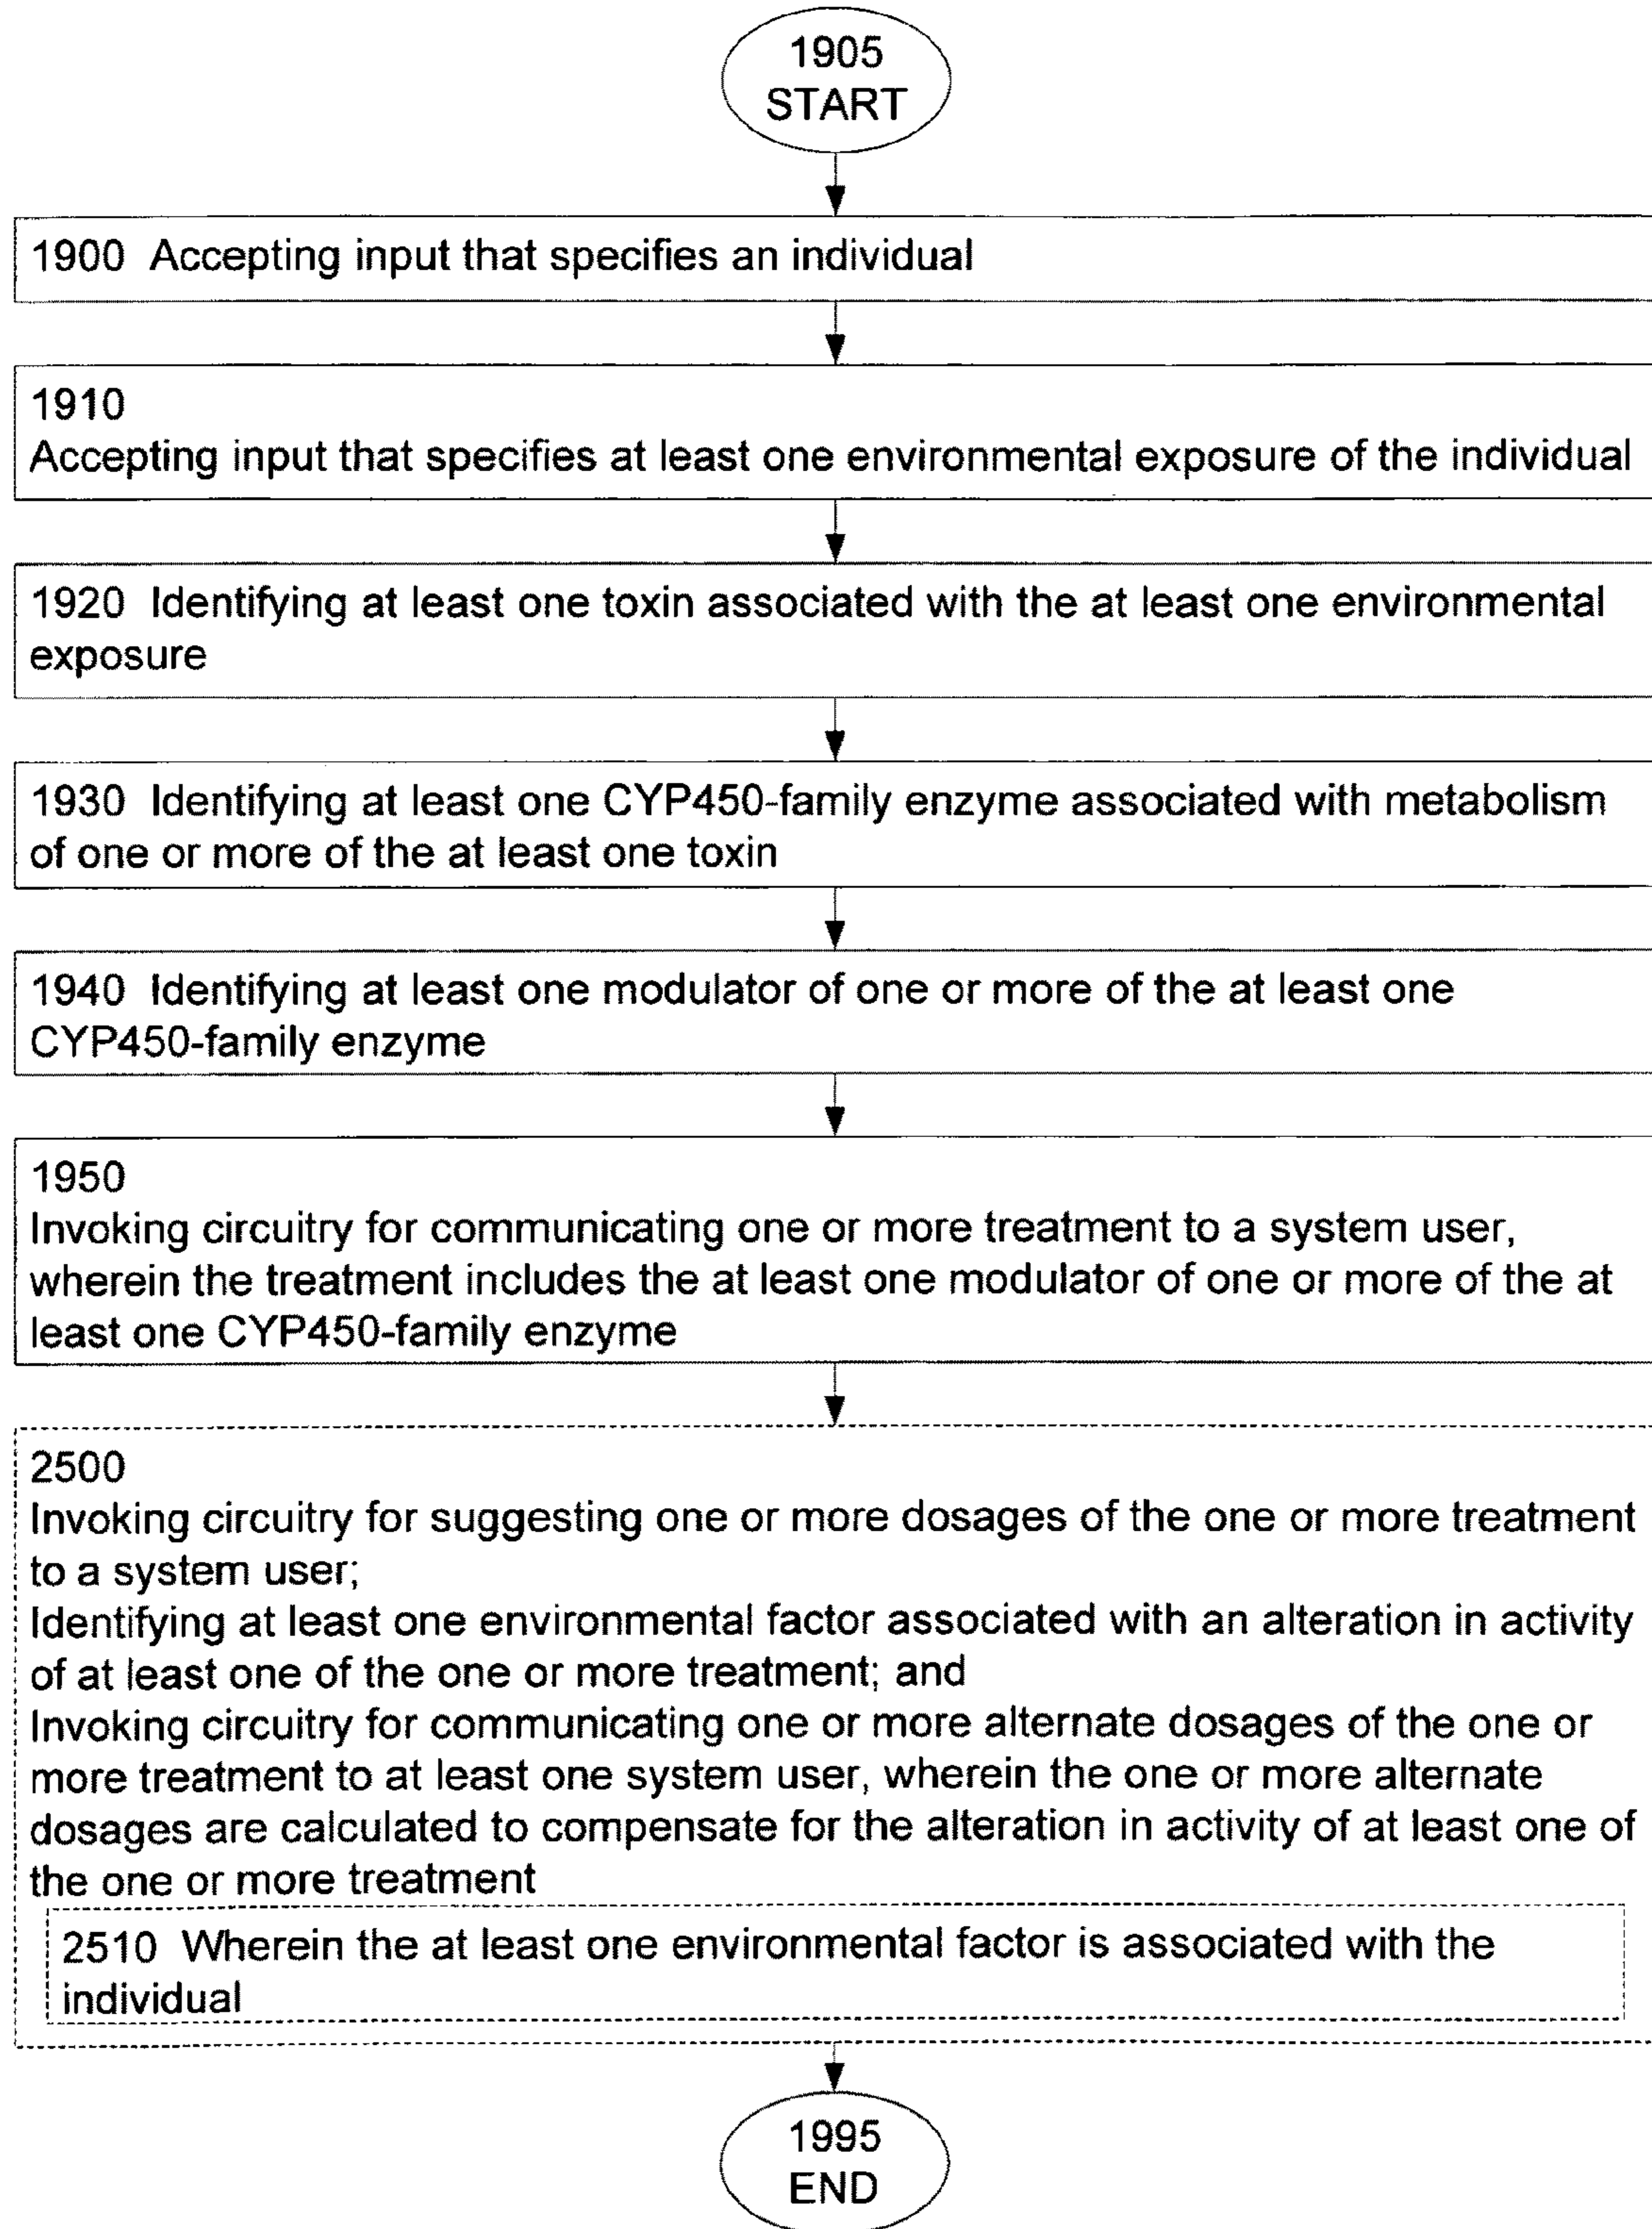 1905
START
1900 Accepting input that specifies an individual
1910
Accepting input that specifies at least one environmental exposure of the individual
1920 Identifying at least one toxin associated with the at least one environmental
exposure
1930 Identifying at least one CYP450-family enzyme associated with metabolism
of one or more of the at least one toxin
1940 Identifying at least one modulator of one or more of the at least one
CYP450-family enzyme
1950
Invoking circuitry for communicating one or more treatment to a system user,
wherein the treatment includes the at least one modulator of one or more of the at
least one CYP450-family enzyme
2500
Invoking circuitry for suggesting one or more dosages of the one or more treatment
to a system user;
Identifying at least one environmental factor associated with an alteration in activity
of at least one of the one or more treatment; and
Invoking circuitry for communicating one or more alternate dosages of the one or
more treatment to at least one system user, wherein the one or more alternate
dosages are calculated to compensate for the alteration in activity of at least one of
the one or more treatment
2510 Wherein the at least one environmental factor is associated with the
individual
1995
END